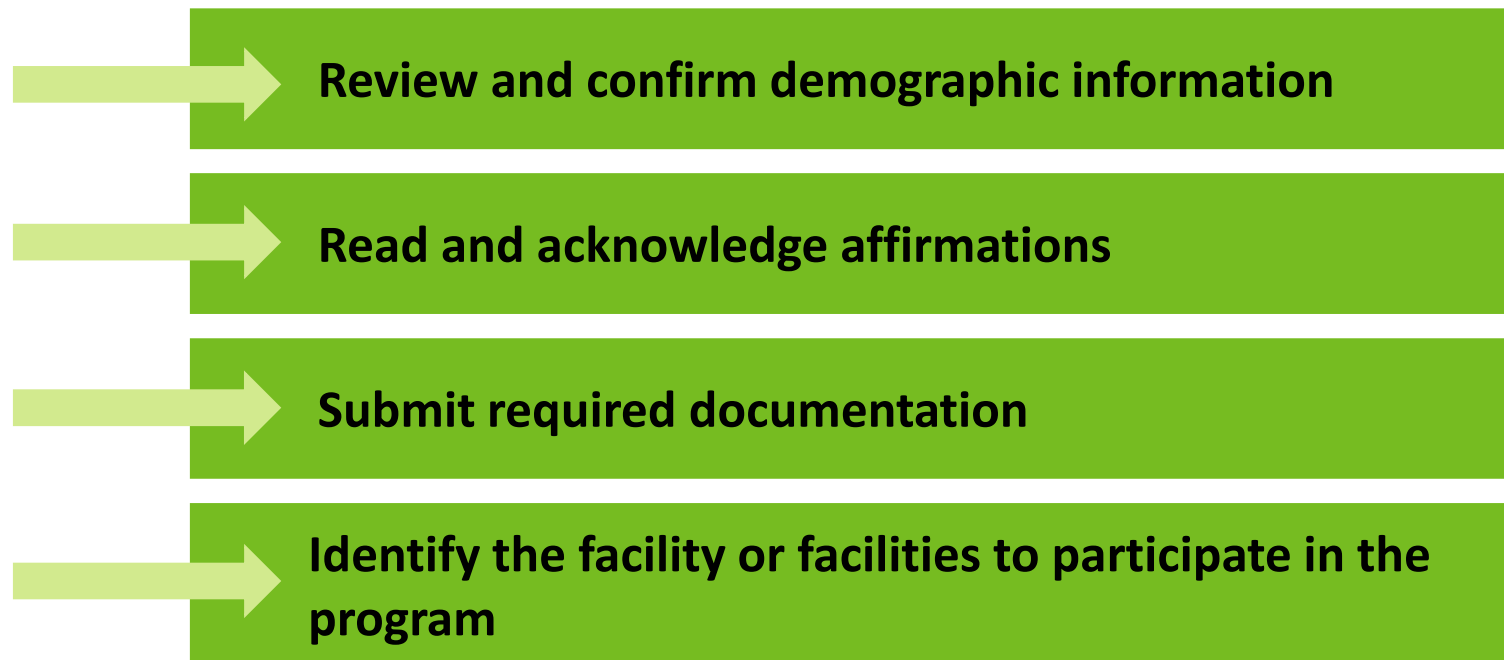 Review and confirm demographic information
Read and acknowledge affirmations
Submit required documentation
Identify the facility or facilities to participate in the
program